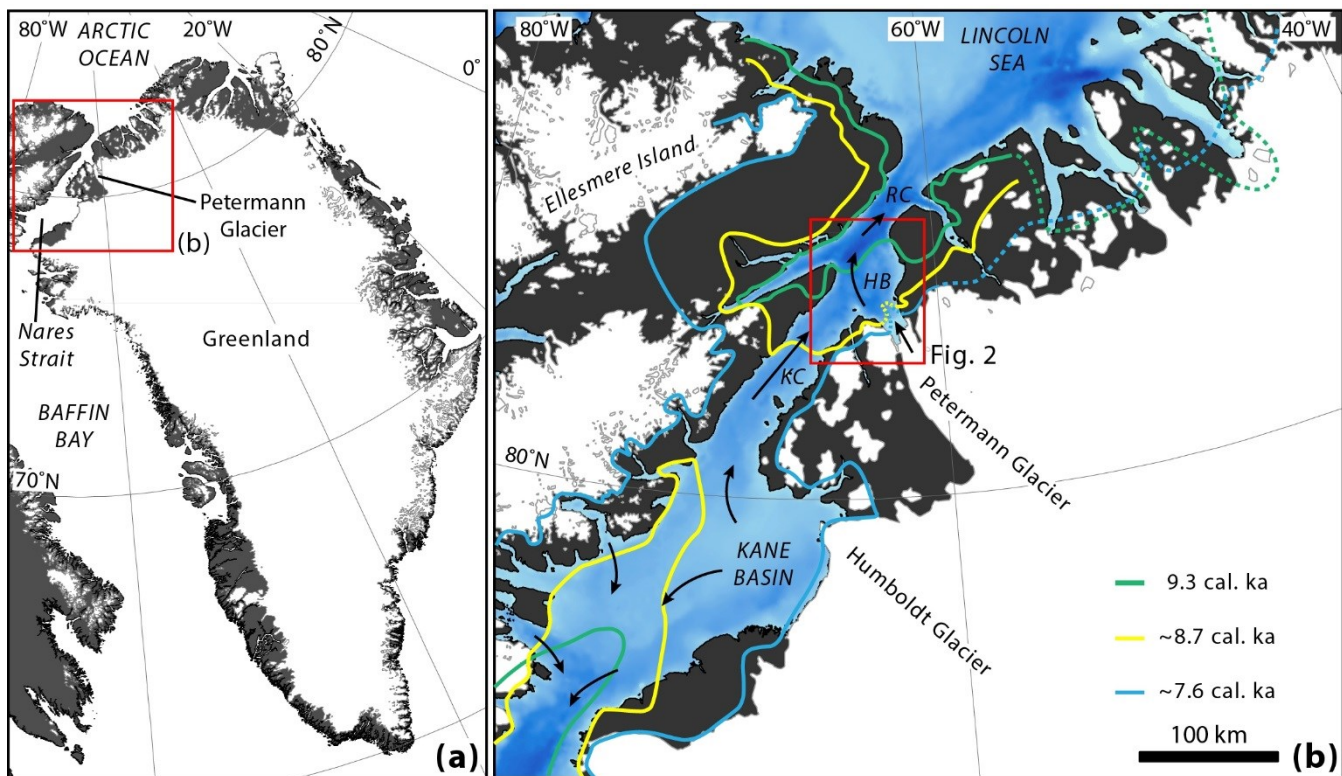 80°W
ARCTIC
OCEAN
20°W
80°N
0°
Petermann
Glacier
(b)
Nares
Strait
Greenland
BAFFIN
BAY
70°N
(a)
80°W
60°W
40°W
LINCOLN
SEA
Ellesmere Island
RC
HB
Fig. 2
KC
Petermann Glacier
80°N
KANE
BASIN
Humboldt Glacier
9.3 cal. ka
~8.7 cal. ka
~7.6 cal. ka
100 km
(b)